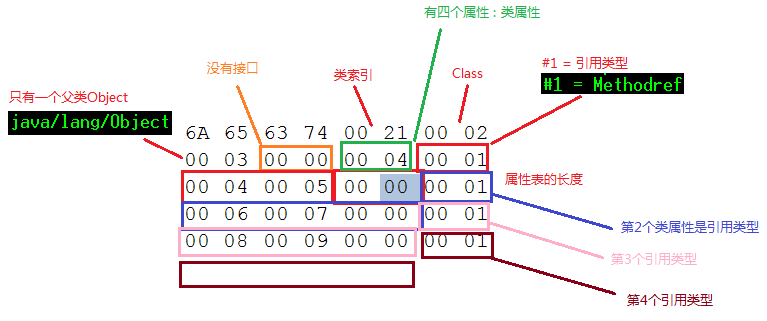 有四个属性 : 类属性
没有接口
类索引
Class
#1 = 引用类型
#1 = Methodref
只有一个父类Object
java/lang/Object
6A 65 63 74 00 21 00 02
00 03 00 00 00 04 00 01
00 04 00 05 00 00 00 01
属性表的长度
00 06 00 07 00 00 00 01
第2个类属性是引用类型
00 08 00 09 00 00 00 01
第3个引用类型
第4个引用类型